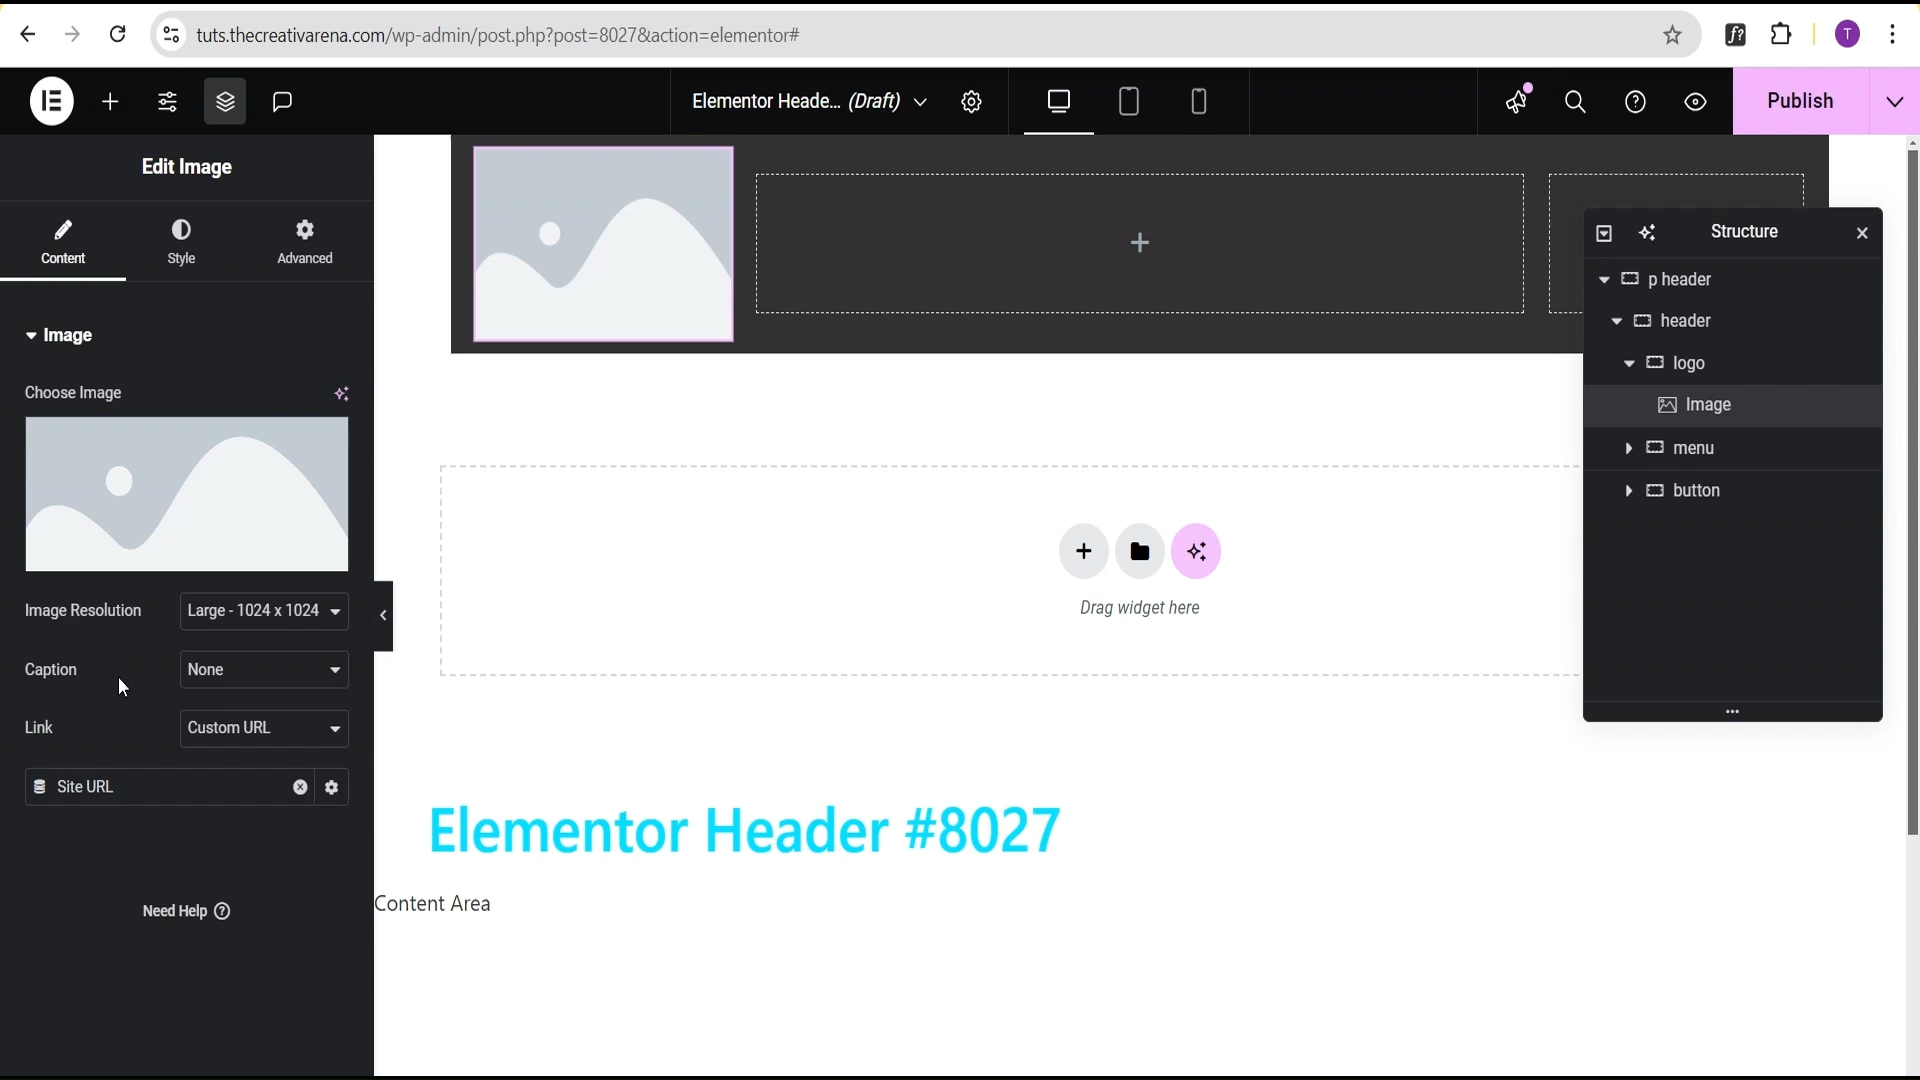 tuts.thecreativarena.com/wp-admin/post.php?post=8027&action=elementor#
T
Elementor Heade... (Draft)
Publish
Edit Image
Content
Style
Advanced
Image
Choose Image
Image Resolution
Large - 1024 x 1024
Caption
None
Link
Custom URL
Site URL
Need Help
Drag widget here
Elementor Header #8027
Content Area
Structure
p header
header
logo
Image
menu
button